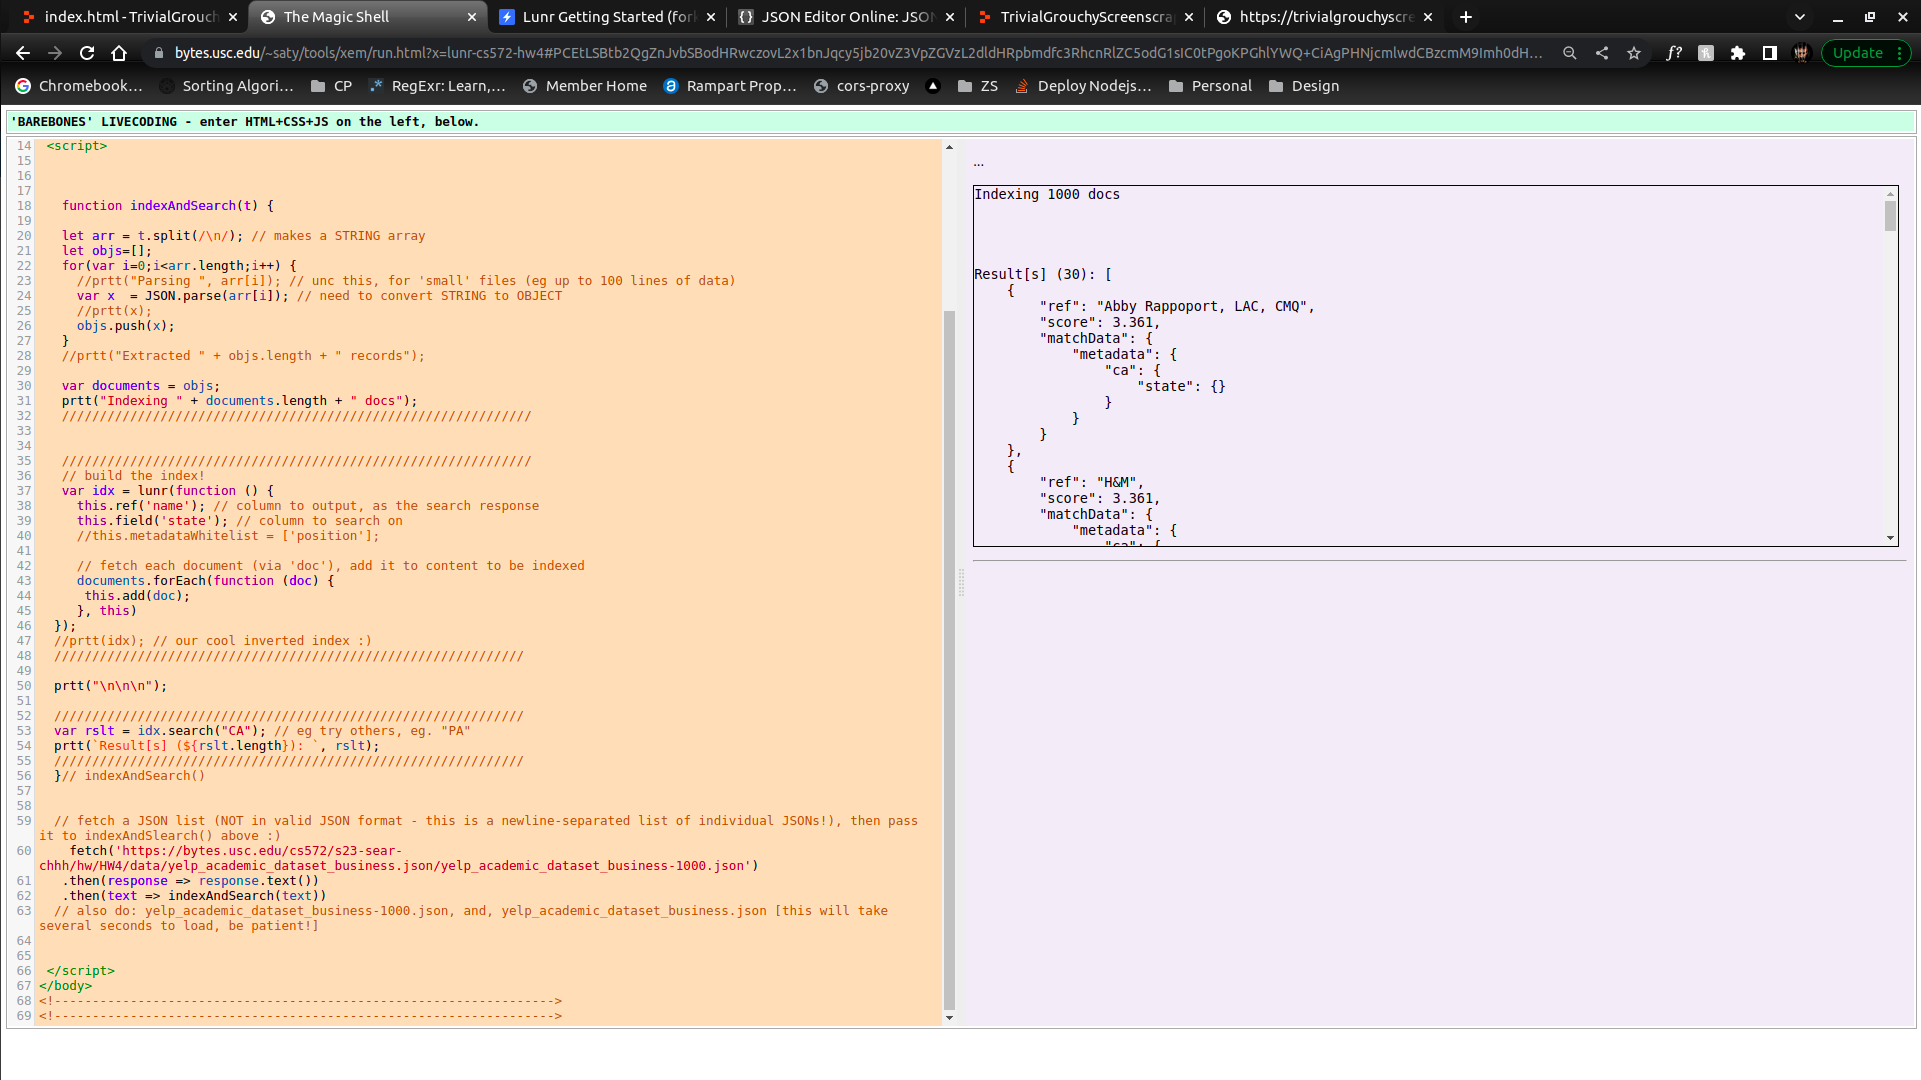 index.html - TrivialGrouch
The Magic Shell
Lunr Getting Started (for
JSON Editor Online: JSON
TrivialGrouchyScreenscra
https://trivialgrouchyscre
bytes.usc.edu/~saty/tools/xem/run.html?x=lunr-cs572-hw4#PCEtLSBtb2QgZnJvbSBodHRwczovL2x1bnJqcy5jb20vZ3VpZGVzL2dldHRpbmdfc3RhcnRlZC5odG1sIC0tPgoKPGhlYWQ+CiAgPHNjcmlwdCBzcmM9Imh0dH...
Update
Chromebook...
Sorting Algori...
CP
RegExr: Learn,...
Member Home
Rampart Prop...
cors-proxy
ZS
Deploy Nodejs...
Personal
Design
'BAREBONES' LIVECODING - enter HTML+CSS+JS on the left, below.
14 <script>
15
16
17
18 function indexAndSearch(t) {
19
20 let arr = t.split(/\n/); // makes a STRING array
21 let objs=[];
22 for(var i=0;i<arr.length;i++) {
23 //prtt("Parsing ", arr[i]); // unc this, for 'small' files (eg up to 100 lines of data)
24 var x  = JSON.parse(arr[i]); // need to convert STRING to OBJECT
25 //prtt(x);
26 objs.push(x);
27 }
28 //prtt("Extracted " + objs.length + " records");
29
30 var documents = objs;
31 prtt("Indexing " + documents.length + " docs");
32 //////////////////////////////////////////////////////////////
33
34
35 //////////////////////////////////////////////////////////////
36 // build the index!
37 var idx = lunr(function () {
38 this.ref('name'); // column to output, as the search response
39 this.field('state'); // column to search on
40 //this.metadataWhitelist = ['position'];
41
42 // fetch each document (via 'doc'), add it to content to be indexed
43 documents.forEach(function (doc) {
44 this.add(doc);
45 }, this)
46 });
47 //prtt(idx); // our cool inverted index :)
48 //////////////////////////////////////////////////////////////
49
50 prtt("\n\n\n");
51
52 //////////////////////////////////////////////////////////////
53 var rslt = idx.search("CA"); // eg try others, eg. "PA"
54 prtt(`Result[s] (${rslt.length}): `, rslt);
55 //////////////////////////////////////////////////////////////
56 }// indexAndSearch()
57
58
59 // fetch a JSON list (NOT in valid JSON format - this is a newline-separated list of individual JSONs!), then pass
it to indexAndSlearch() above :)
60 fetch('https://bytes.usc.edu/cs572/s23-sear-
chhh/hw/HW4/data/yelp_academic_dataset_business.json/yelp_academic_dataset_business-1000.json')
61 .then(response => response.text())
62 .then(text => indexAndSearch(text))
63 // also do: yelp_academic_dataset_business-1000.json, and, yelp_academic_dataset_business.json [this will take
several seconds to load, be patient!]
64
65
66 </script>
67 </body>
68 <!------------------------------------------------------------------>
69 <!------------------------------------------------------------------>
...
Indexing 1000 docs
Result[s] (30): [
{
"ref": "Abby Rappoport, LAC, CMQ",
"score": 3.361,
"matchData": {
"metadata": {
"ca": {
"state": {}
}
}
}
},
{
"ref": "H&M",
"score": 3.361,
"matchData": {
"metadata": {
"ca": {